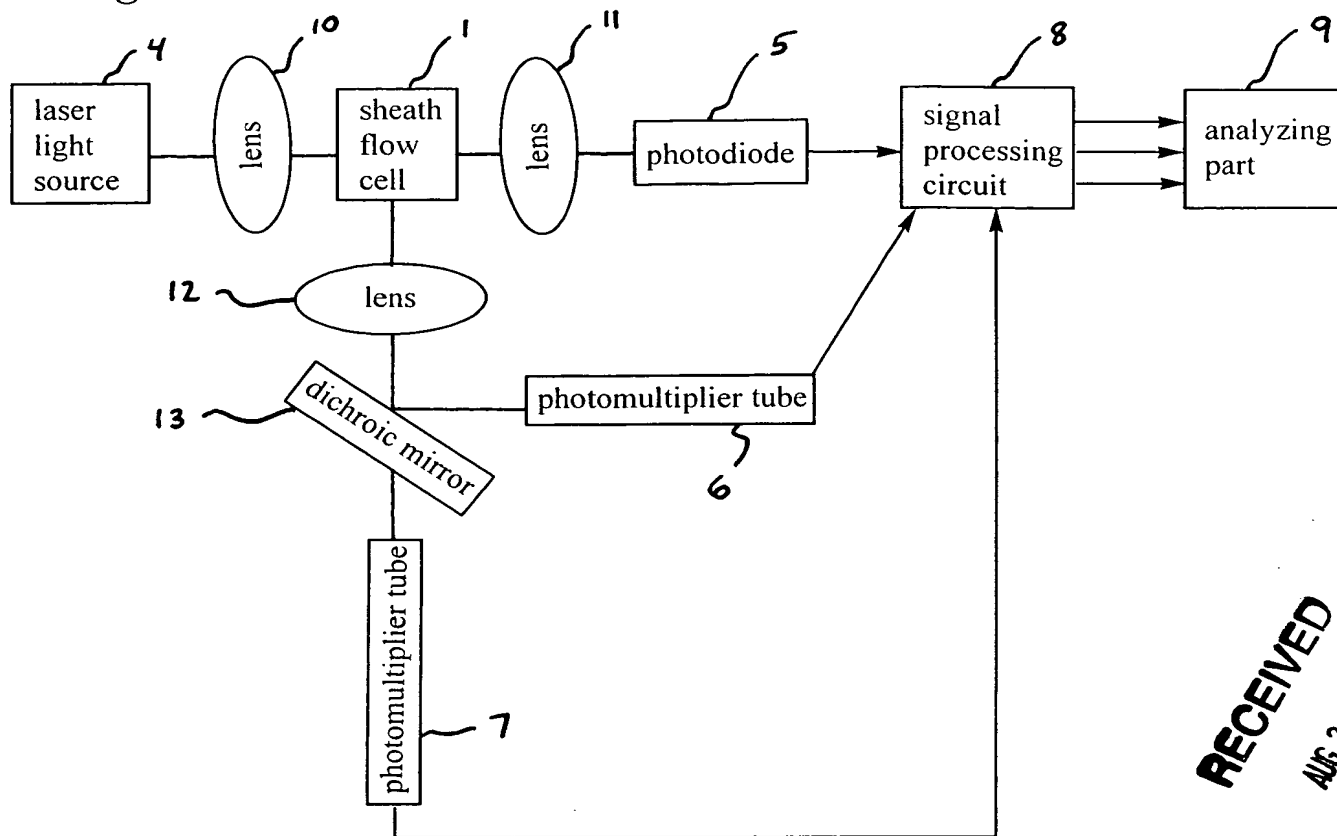 4
10
1
11
5
8
9
laser
light
source
lens
sheath
flow
cell
lens
photodiode
signal
processing
circuit
analyzing
part
12
lens
13
dichroic mirror
photomultiplier tube
6
photomultiplier tube
7
RECEIVED